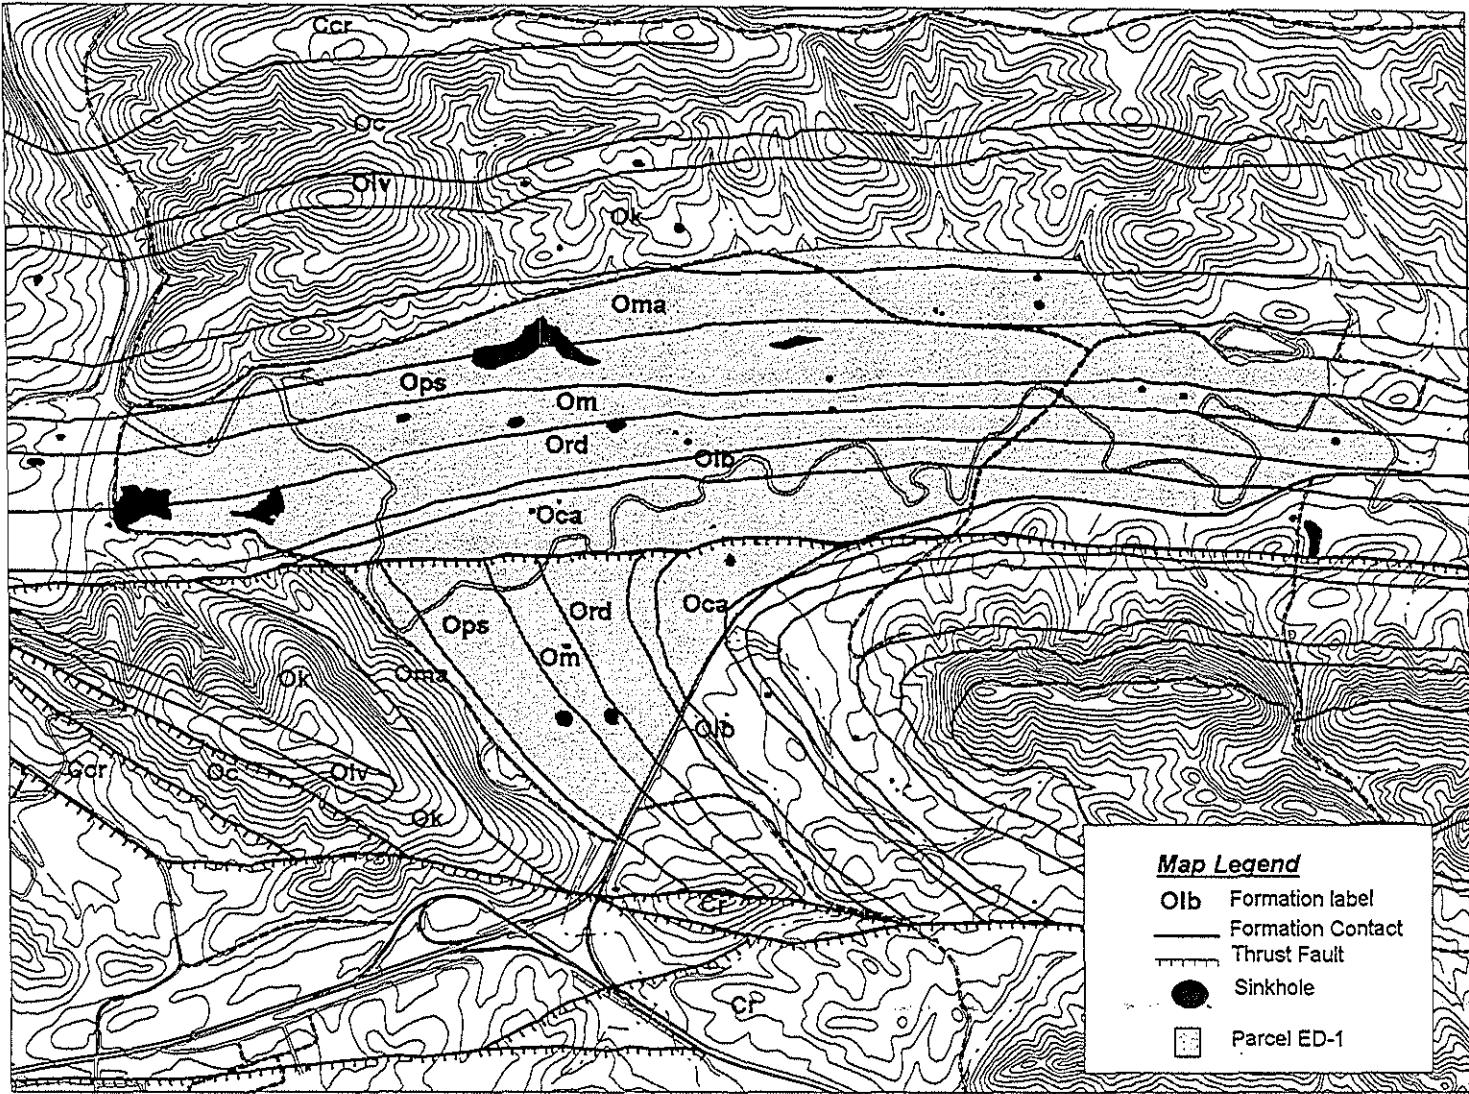 Ccr
Oc
Olv
Ok
Oma
Ops
Om
Ord
Olb
Oca
Ops
Ord
Oca
Om
Ok
Oma
Olb
Ccr
Oc
Olv
Ok
Cr
Cr
Map Legend
Olb Formation label
Formation Contact
Thrust Fault
Sinkhole
Parcel ED-1